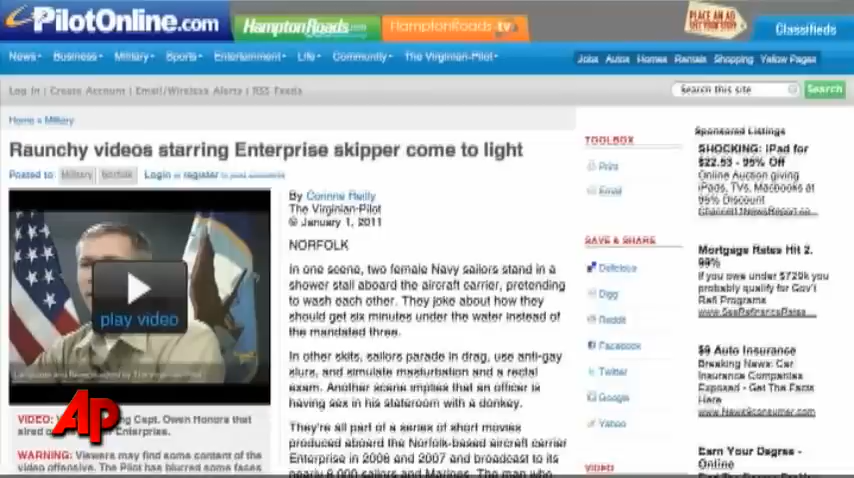 PilotOnline.com
HamptonRoads.com
HamptonRoads.tv
PLACE AN AD
Classifieds
News Business Military Sports Entertainment Life Community The Virginian-Pilot
Jobs Autos Homes Rentals Shopping Yellow Pages
Log In | Create Account | Email/Wireless Alerts | RSS Feeds
Search this site
Search
Home » Military
Raunchy videos starring Enterprise skipper come to light
Posted to: Military Norfolk Login or register to post comments
play video
AP
VIDEO:
Capt. Owen Honors that
Enterprise.
WARNING: Viewers may find some content of
the video offensive. The Pilot has blurred some faces
By Corinne Reilly
The Virginian-Pilot
© January 1, 2011
NORFOLK
In one scene, two female Navy sailors stand in a
shower stall aboard the aircraft carrier, pretending
to wash each other. They joke about how they
should get six minutes under the water instead of
the mandated three.
In other skits, sailors parade in drag, use anti-gay
slurs, and simulate masturbation and a rectal
exam. Another scene implies that an officer is
having sex in his stateroom with a donkey.
They're all part of a series of short movies
produced aboard the Norfolk-based aircraft carrier
Enterprise in 2006 and 2007 and broadcast to its
nearly 6,000 sailors and Marines. The man who
TOOLBOX
Print
Email
SAVE & SHARE
Delicious
Digg
Reddit
Facebook
Twitter
Google
Yahoo
VIDEO
Sponsored Listings
SHOCKING: iPad for
$22.93 - 95% Off
Online Auction giving
iPads, TVs, Macbooks at
95% Discount
Mortgage Rates Hit 2.
99%
If you owe under $729k you
probably qualify for Gov't
Refi Programs
$9 Auto Insurance
Breaking News: Car
Insurance Companies
Exposed - Get The Facts
Here
Earn Your Degree -
Online